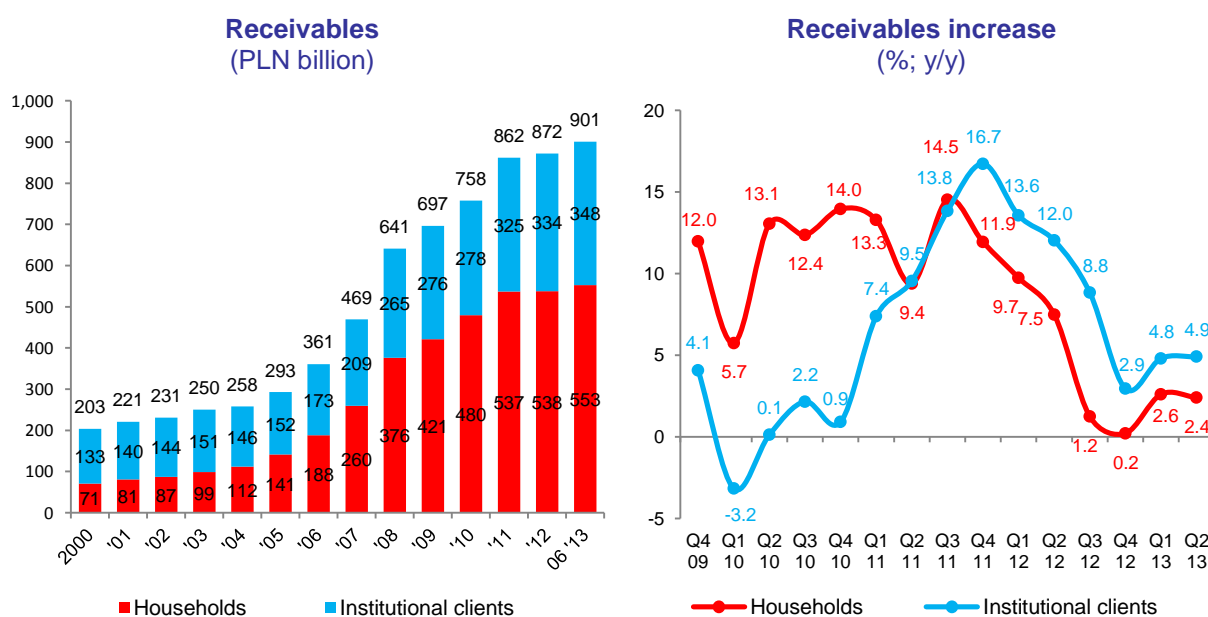 Receivables
(PLN billion)
1,000
900
800
700
600
500
400
300
200
100
0
203 221 231 250 258 293 361 469 641 697 758 862 872 901
133 140 144 151 146 152 173 209 265 276 278 325 334 348
71 81 87 99 112 141 188 260 376 421 480 537 538 553
2000 '01 '02 '03 '04 '05 '06 '07 '08 '09 '10 '11 '12 06 '13
Households Institutional clients
Receivables increase
(%; y/y)
20
15
10
5
0
-5
12.0 5.7 13.1 12.4 14.0 13.3 9.4 14.5 11.9 9.7 7.5 1.2 0.2 2.6 2.4
4.1 -3.2 0.1 2.2 0.9 7.4 9.5 13.8 16.7 13.6 12.0 8.8 2.9 4.8 4.9
Q4 Q1 Q2 Q3 Q4 Q1 Q2 Q3 Q4 Q1 Q2 Q3 Q4 Q1 Q2
09 10 10 10 10 11 11 11 11 12 12 12 12 13 13
Households Institutional clients